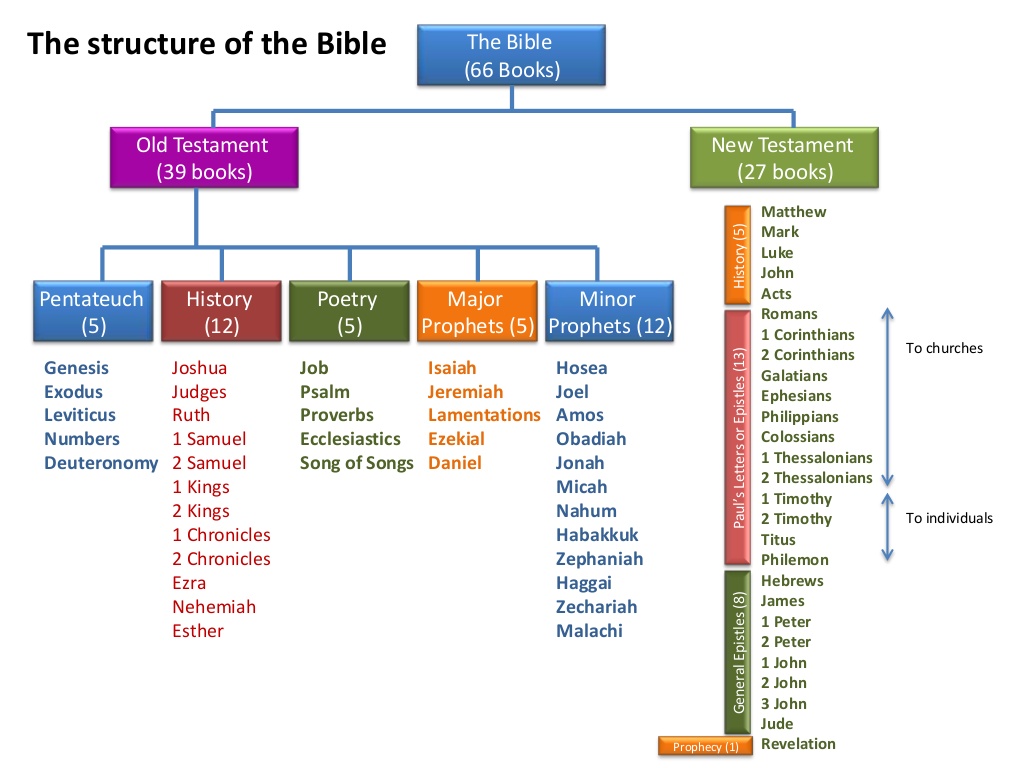 The structure of the Bible
The Bible
(66 Books)
Old Testament
(39 books)
New Testament
(27 books)
Pentateuch
(5)
History
(12)
Poetry
(5)
Major
Prophets (5)
Minor
Prophets (12)
Genesis
Exodus
Leviticus
Numbers
Deuteronomy
Joshua
Judges
Ruth
1 Samuel
2 Samuel
1 Kings
2 Kings
1 Chronicles
2 Chronicles
Ezra
Nehemiah
Esther
Job
Psalm
Proverbs
Ecclesiastics
Song of Songs
Isaiah
Jeremiah
Lamentations
Ezekial
Daniel
Hosea
Joel
Amos
Obadiah
Jonah
Micah
Nahum
Habakkuk
Zephaniah
Haggai
Zechariah
Malachi
History (5)
Matthew
Mark
Luke
John
Acts
Paul's Letters or Epistles (13)
Romans
1 Corinthians
2 Corinthians
Galatians
Ephesians
Philippians
Colossians
1 Thessalonians
2 Thessalonians
To churches
1 Timothy
2 Timothy
Titus
Philemon
To individuals
General Epistles (8)
Hebrews
James
1 Peter
2 Peter
1 John
2 John
3 John
Jude
Prophecy (1)
Revelation